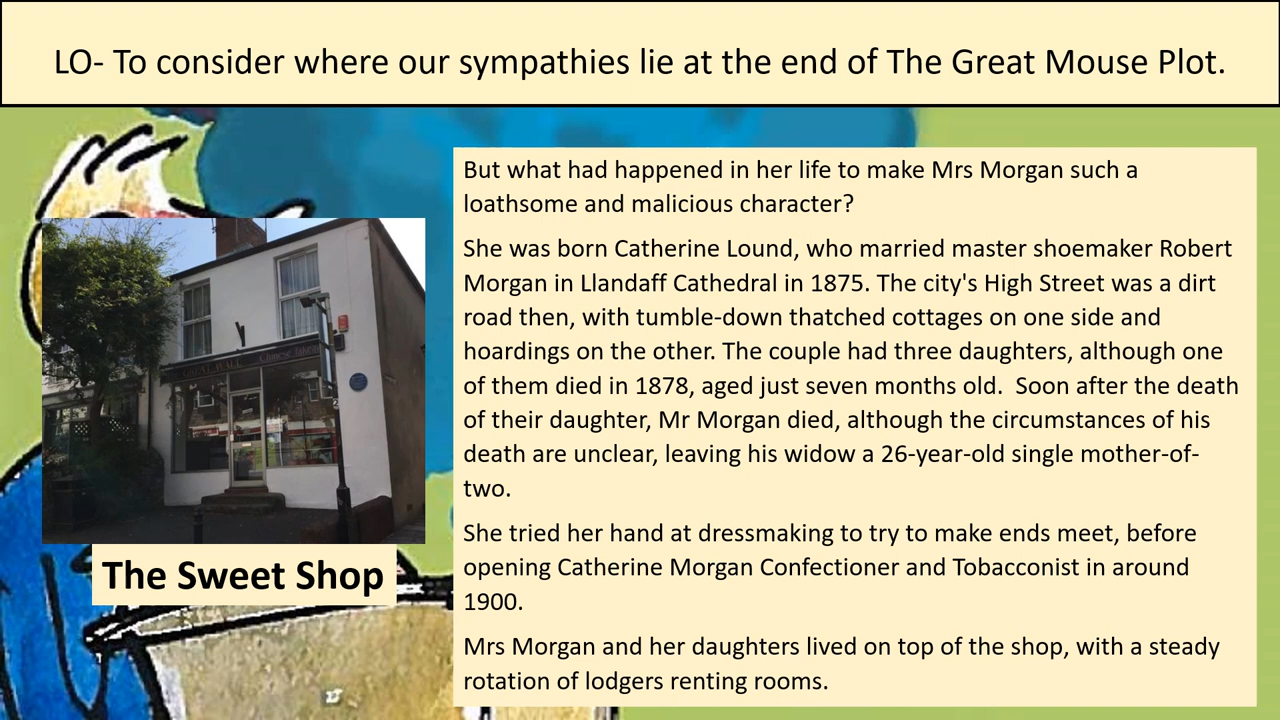 LO- To consider where our sympathies lie at the end of The Great Mouse Plot.
But what had happened in her life to make Mrs Morgan such a
loathsome and malicious character?
She was born Catherine Lound, who married master shoemaker Robert
Morgan in Llandaff Cathedral in 1875. The city's High Street was a dirt
road then, with tumble-down thatched cottages on one side and
hoardings on the other. The couple had three daughters, although one
of them died in 1878, aged just seven months old.  Soon after the death
of their daughter, Mr Morgan died, although the circumstances of his
death are unclear, leaving his widow a 26-year-old single mother-of-
two.
She tried her hand at dressmaking to try to make ends meet, before
opening Catherine Morgan Confectioner and Tobacconist in around
1900.
Mrs Morgan and her daughters lived on top of the shop, with a steady
rotation of lodgers renting rooms.
GREAT WALL Chinese
The Sweet Shop